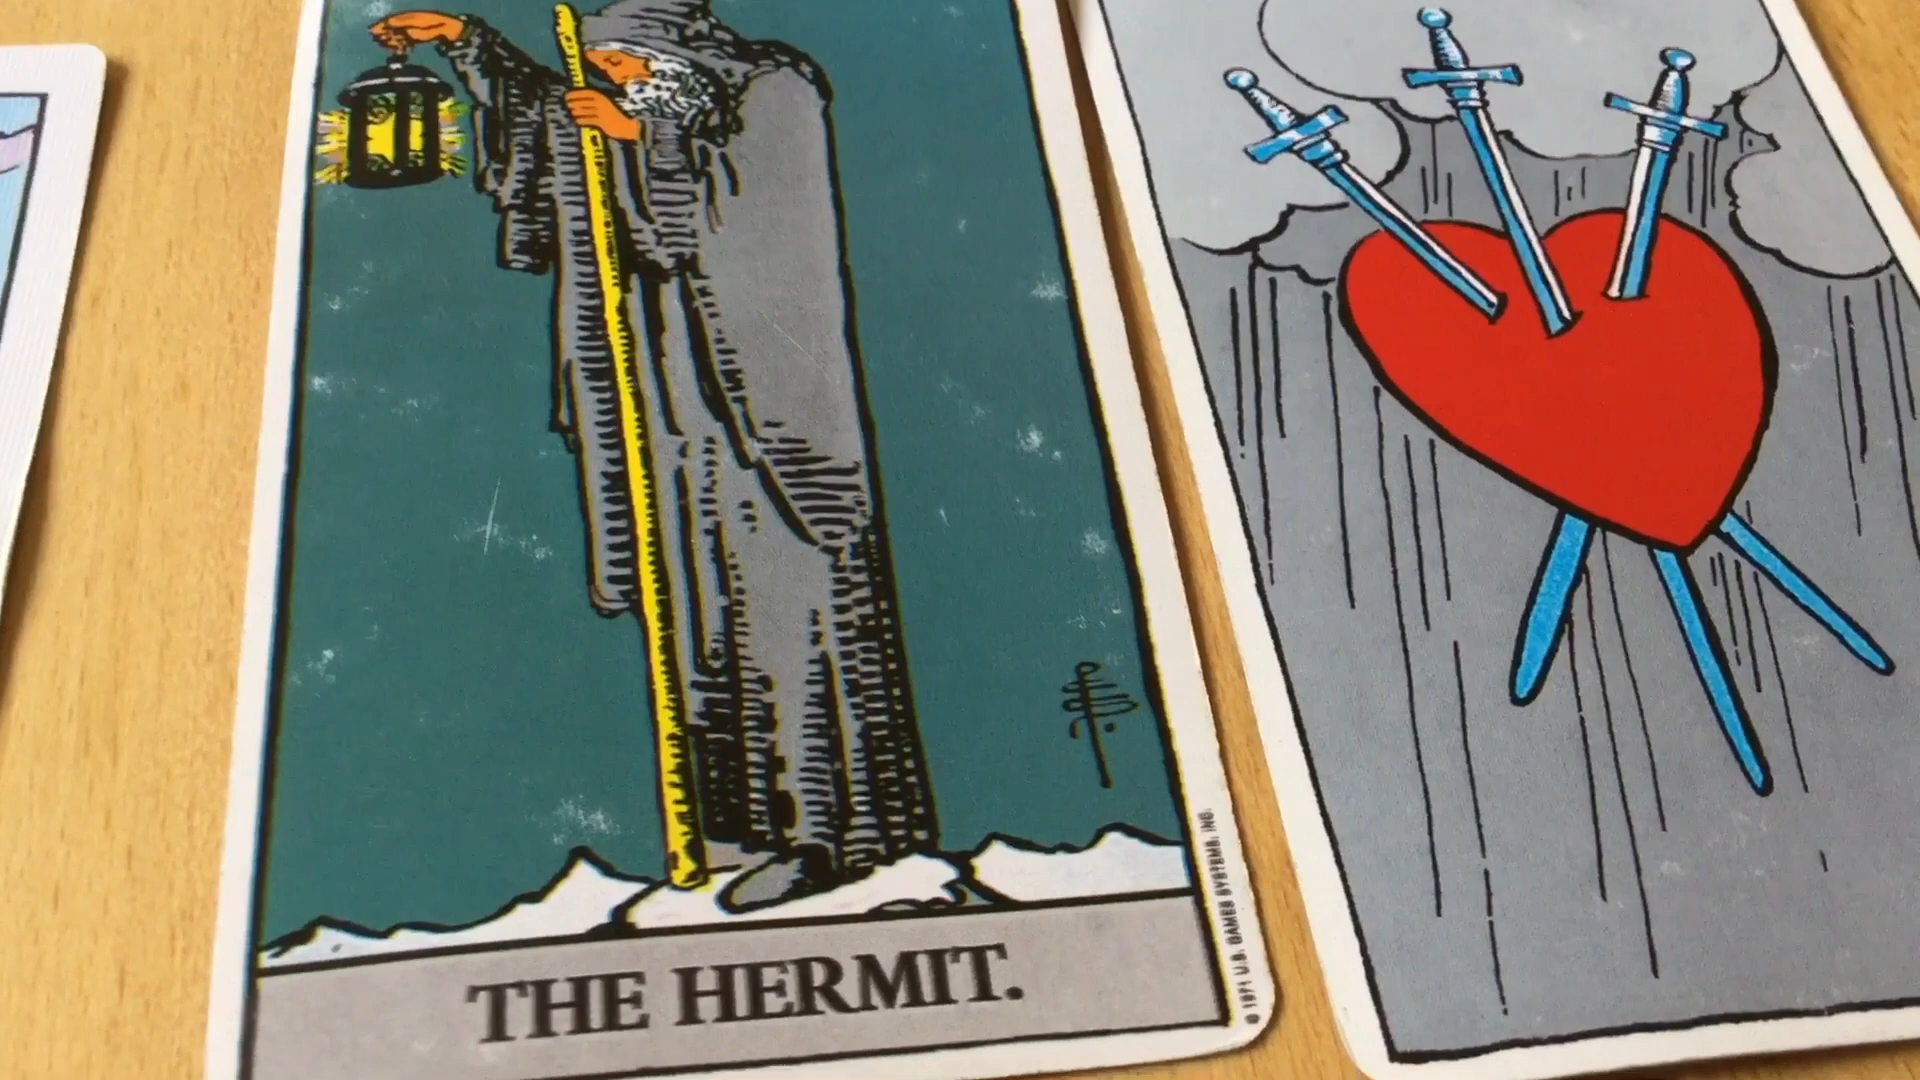 THE HERMIT.
© 1971 U.S. GAMES SYSTEMS, INC.